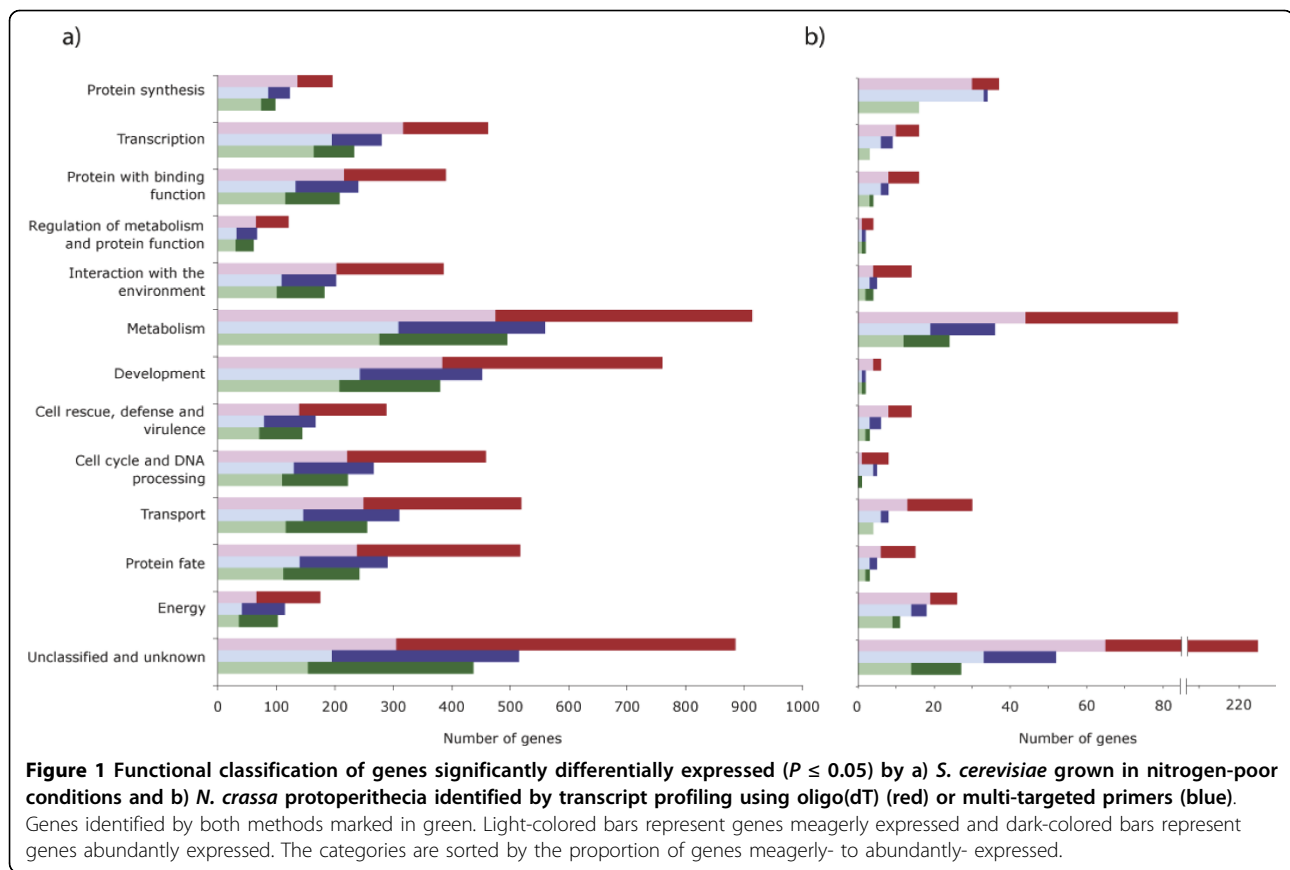 a)
b)
Protein synthesis
Transcription
Protein with binding
function
Regulation of metabolism
and protein function
Interaction with the
environment
Metabolism
Development
Cell rescue, defense and
virulence
Cell cycle and DNA
processing
Transport
Protein fate
Energy
Unclassified and unknown
0 100 200 300 400 500 600 700 800 900 1000
Number of genes
0 20 40 60 80 220
Number of genes
Figure 1 Functional classification of genes significantly differentially expressed (P ≤ 0.05) by a) S. cerevisiae grown in nitrogen-poor
conditions and b) N. crassa protoperithecia identified by transcript profiling using oligo(dT) (red) or multi-targeted primers (blue).
Genes identified by both methods marked in green. Light-colored bars represent genes meagerly expressed and dark-colored bars represent
genes abundantly expressed. The categories are sorted by the proportion of genes meagerly- to abundantly- expressed.